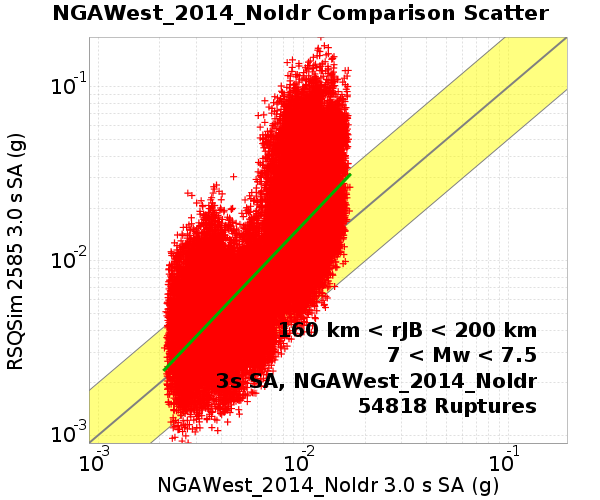 NGAWest_2014_NoIdr Comparison Scatter
RSQSim 2585 3.0 s SA (g)
10-1
10-2
10-3
160 km < rJB < 200 km
7 < Mw < 7.5
3s SA, NGAWest_2014_NoIdr
54818 Ruptures
10-3 10-2 10-1
NGAWest_2014_NoIdr 3.0 s SA (g)